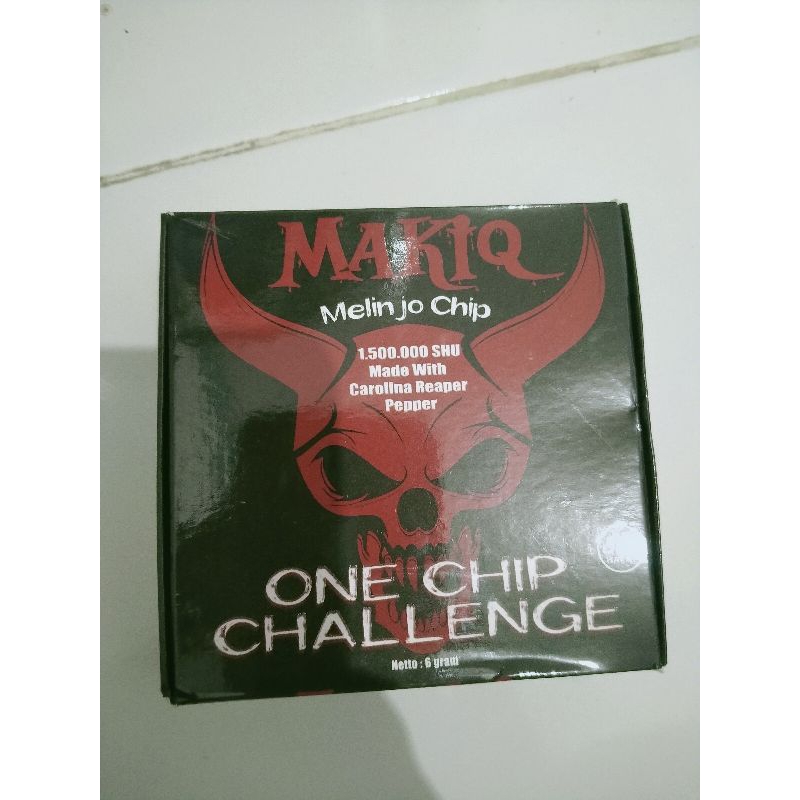 MAKIQ
Melinjo Chip
1.500.000 SHU
Made With
Carolina Reaper
Pepper
ONE CHIP
CHALLENGE
Netto : 6 gram